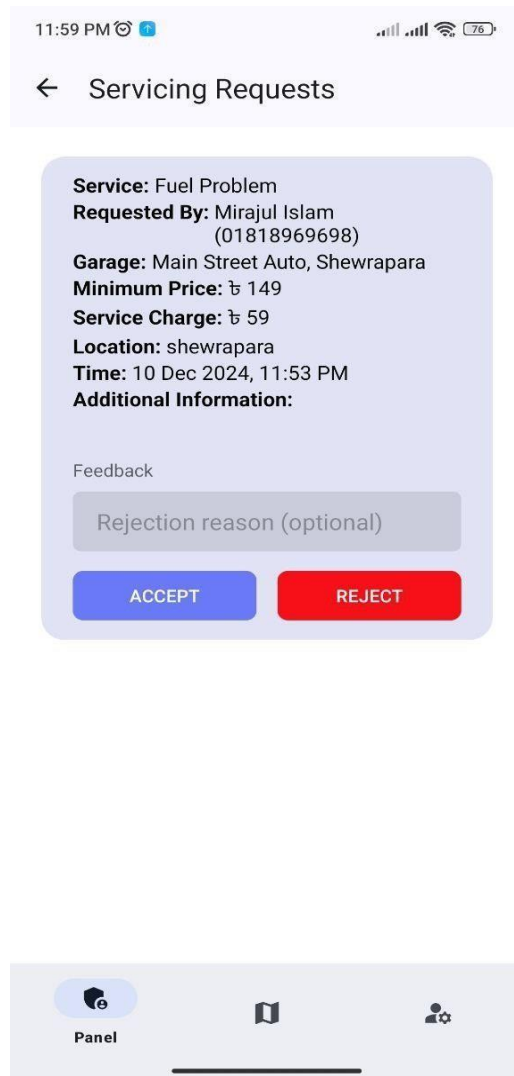 11:59 PM
76
Servicing Requests
Service: Fuel Problem
Requested By: Mirajul Islam
(01818969698)
Garage: Main Street Auto, Shewrapara
Minimum Price: ৳ 149
Service Charge: ৳ 59
Location: shewrapara
Time: 10 Dec 2024, 11:53 PM
Additional Information:
Feedback
Rejection reason (optional)
ACCEPT
REJECT
Panel